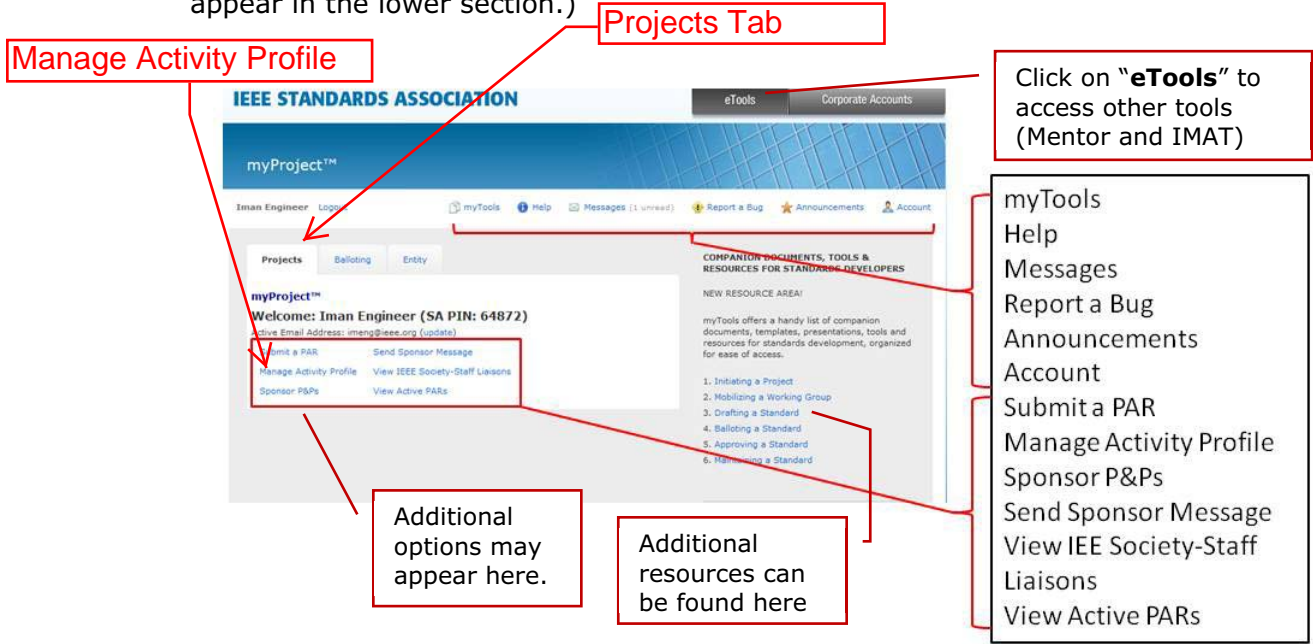 appear in the lower section.)
Projects Tab
Manage Activity Profile
Click on “eTools” to
access other tools
(Mentor and IMAT)
IEEE STANDARDS ASSOCIATION
eTools
Corporate Accounts
myProject™
Iman Engineer Logout
myTools Help Messages (1 unread) Report a Bug Announcements Account
Projects Balloting Entity
myProject™
Welcome: Iman Engineer (SA PIN: 64872)
Active Email Address: imeng@ieee.org (update)
Submit a PAR Send Sponsor Message
Manage Activity Profile View IEEE Society-Staff Liaisons
Sponsor P&Ps View Active PARs
COMPANION DOCUMENTS, TOOLS &
RESOURCES FOR STANDARDS DEVELOPERS
NEW RESOURCE AREA!
myTools offers a handy list of companion
documents, templates, presentations, tools and
resources for standards development, organized
for ease of access.
1. Initiating a Project
2. Mobilizing a Working Group
3. Drafting a Standard
4. Balloting a Standard
5. Approving a Standard
6. Maintaining a Standard
myTools
Help
Messages
Report a Bug
Announcements
Account
Submit a PAR
Manage Activity Profile
Sponsor P&Ps
Send Sponsor Message
View IEE Society-Staff
Liaisons
View Active PARs
Additional
options may
appear here.
Additional
resources can
be found here